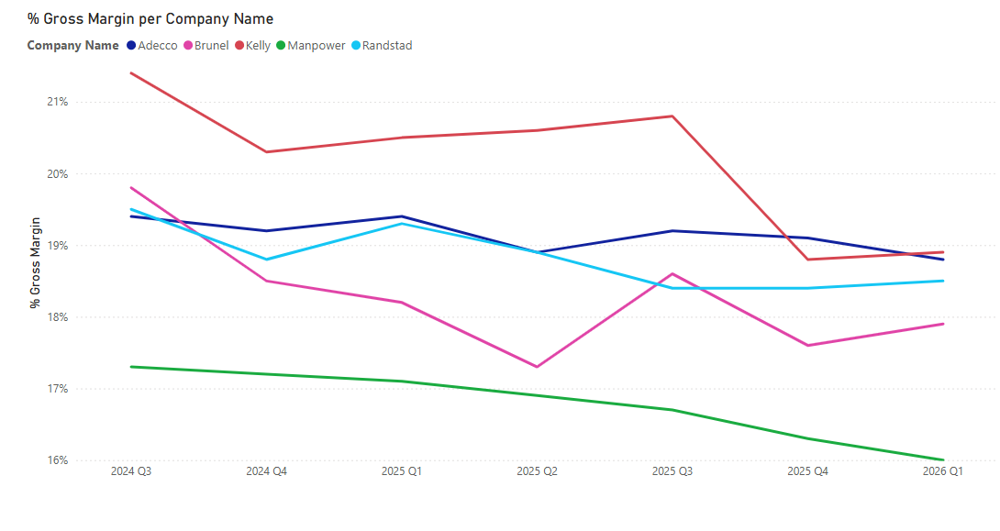 % Gross Margin per Company Name
Company Name Adecco Brunel Kelly Manpower Randstad
% Gross Margin
21%
20%
19%
18%
17%
16%
2024 Q3 2024 Q4 2025 Q1 2025 Q2 2025 Q3 2025 Q4 2026 Q1